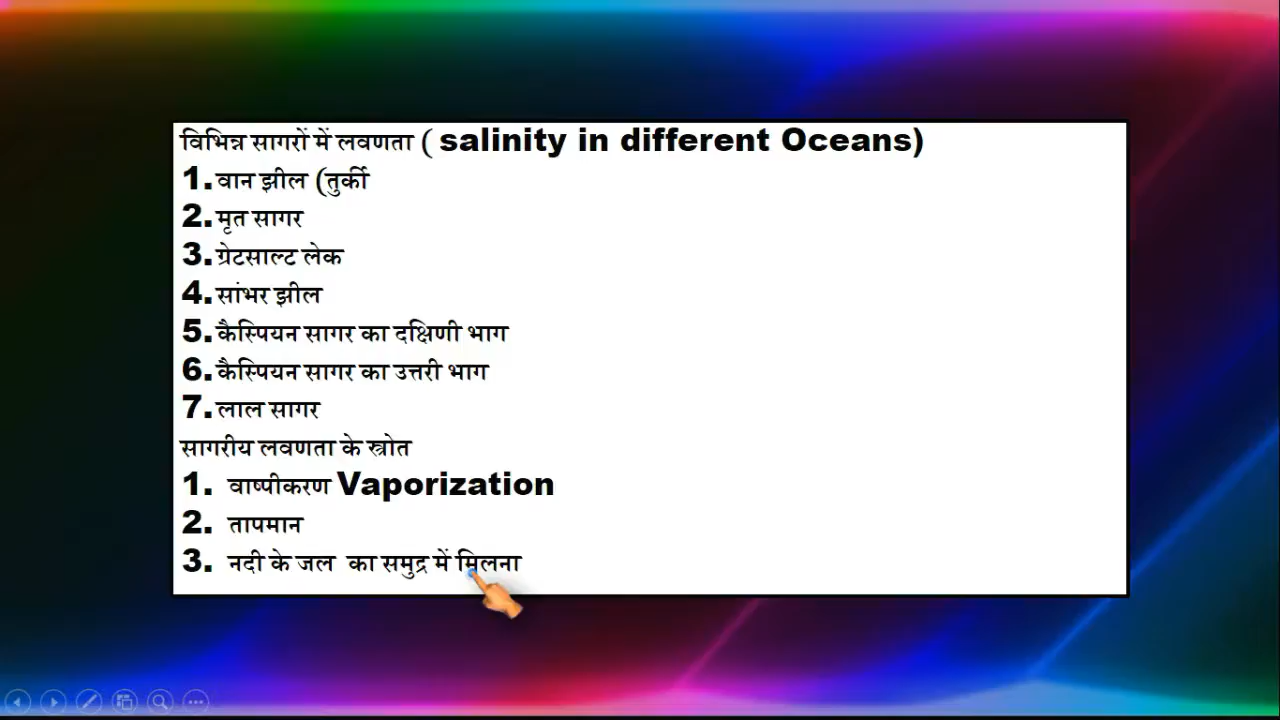 विभिन्न सागरों में लवणता ( salinity in different Oceans)
1.वान झील (तुर्की
2.मृत सागर
3.ग्रेटसाल्ट लेक
4.सांभर झील
5.कैस्पियन सागर का दक्षिणी भाग
6.कैस्पियन सागर का उत्तरी भाग
7.लाल सागर
सागरीय लवणता के स्त्रोत
1. वाष्पीकरण Vaporization
2. तापमान
3. नदी के जल का समुद्र में मिलना